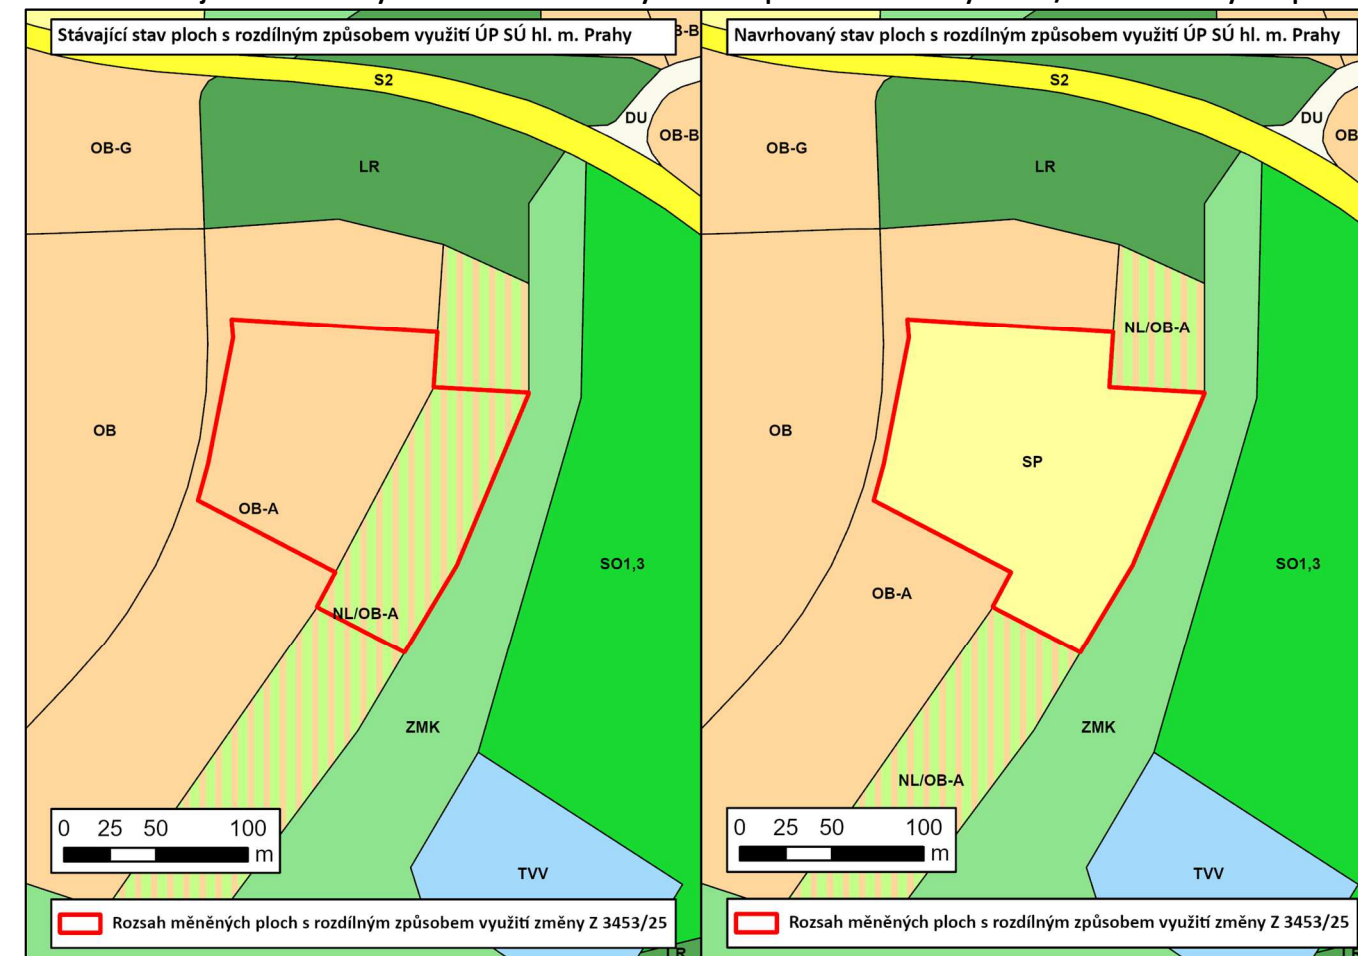 Stávající stav ploch s rozdílným způsobem využití ÚP SÚ hl. m. Prahy
S2
DU
OB-B
OB-G
LR
OB
OB-A
SO1,3
NL/OB-A
ZMK
0 25 50 100
m
TVV
Rozsah měněných ploch s rozdílným způsobem využití změny Z 3453/25
Navrhovaný stav ploch s rozdílným způsobem využití ÚP SÚ hl. m. Prahy
S2
DU
OB
OB-G
LR
NL/OB-A
OB
SP
SO1,3
OB-A
ZMK
NL/OB-A
0 25 50 100
m
TVV
Rozsah měněných ploch s rozdílným způsobem využití změny Z 3453/25